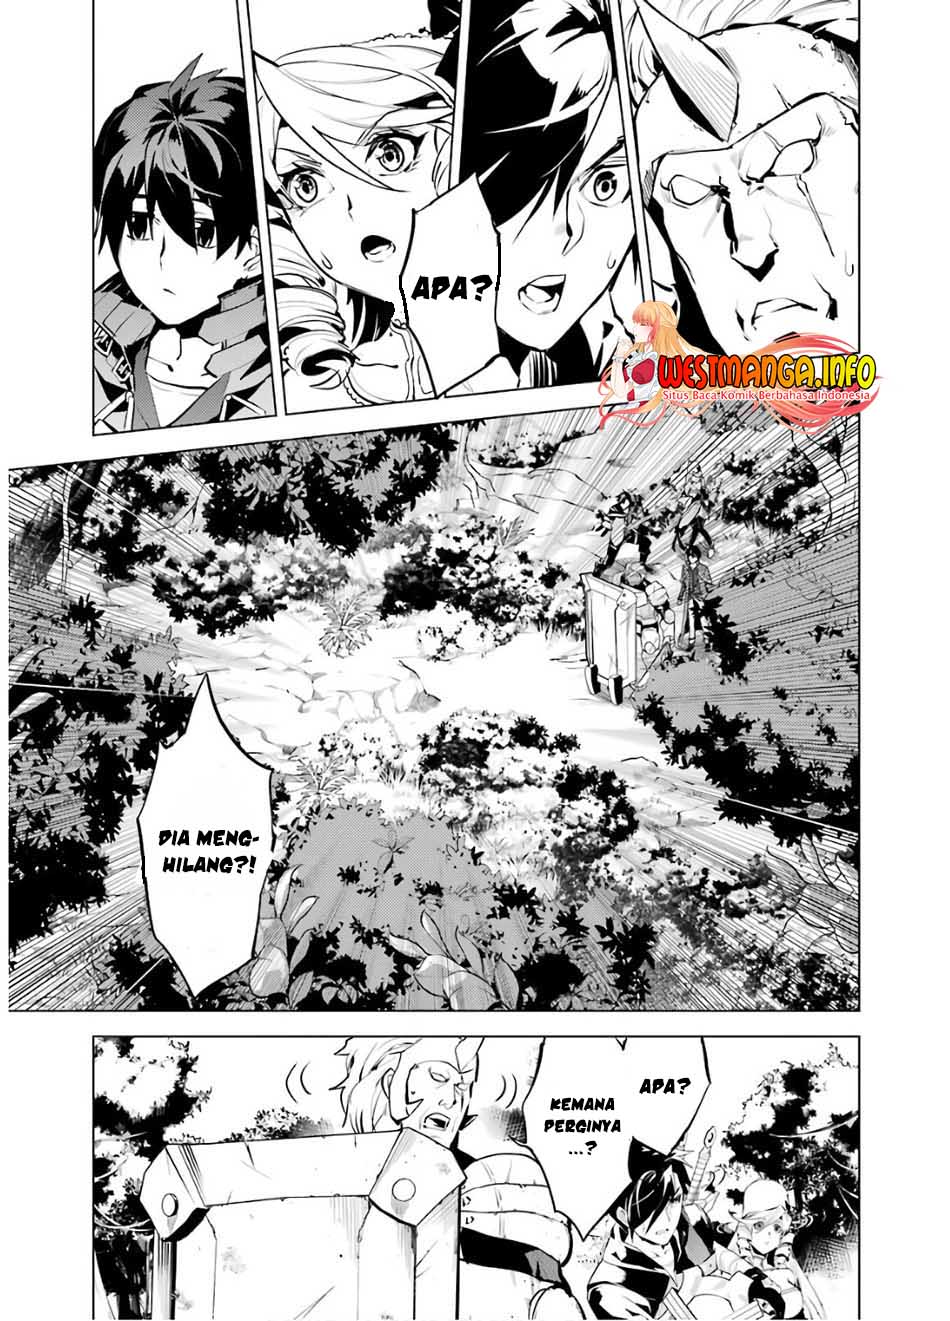 APA?
WESTMANGA.INFO
Situs Baca Komik Berbahasa Indonesia
DIA MENG-
HILANG?!
APA?
KEMANA
PERGINYA
...?